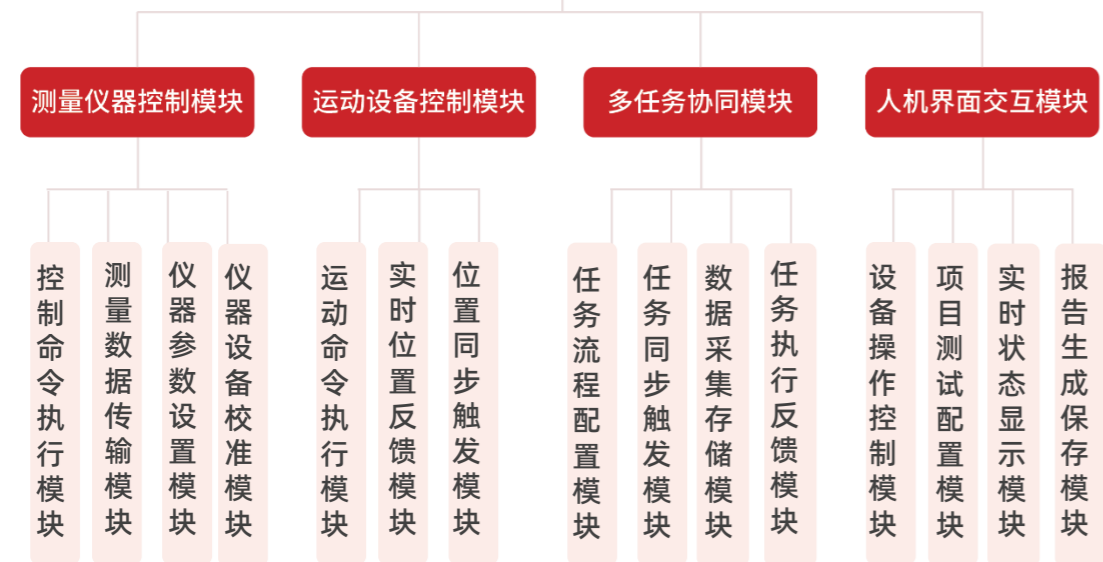 测量仪器控制模块
运动设备控制模块
多任务协同模块
人机界面交互模块
控制命令执行模块
测量数据传输模块
仪器参数设置模块
仪器设备校准模块
运动命令执行模块
实时位置反馈模块
位置同步触发模块
任务流程配置模块
任务同步触发模块
数据采集存储模块
任务执行反馈模块
设备操作控制模块
项目测试配置模块
实时状态显示模块
报告生成保存模块